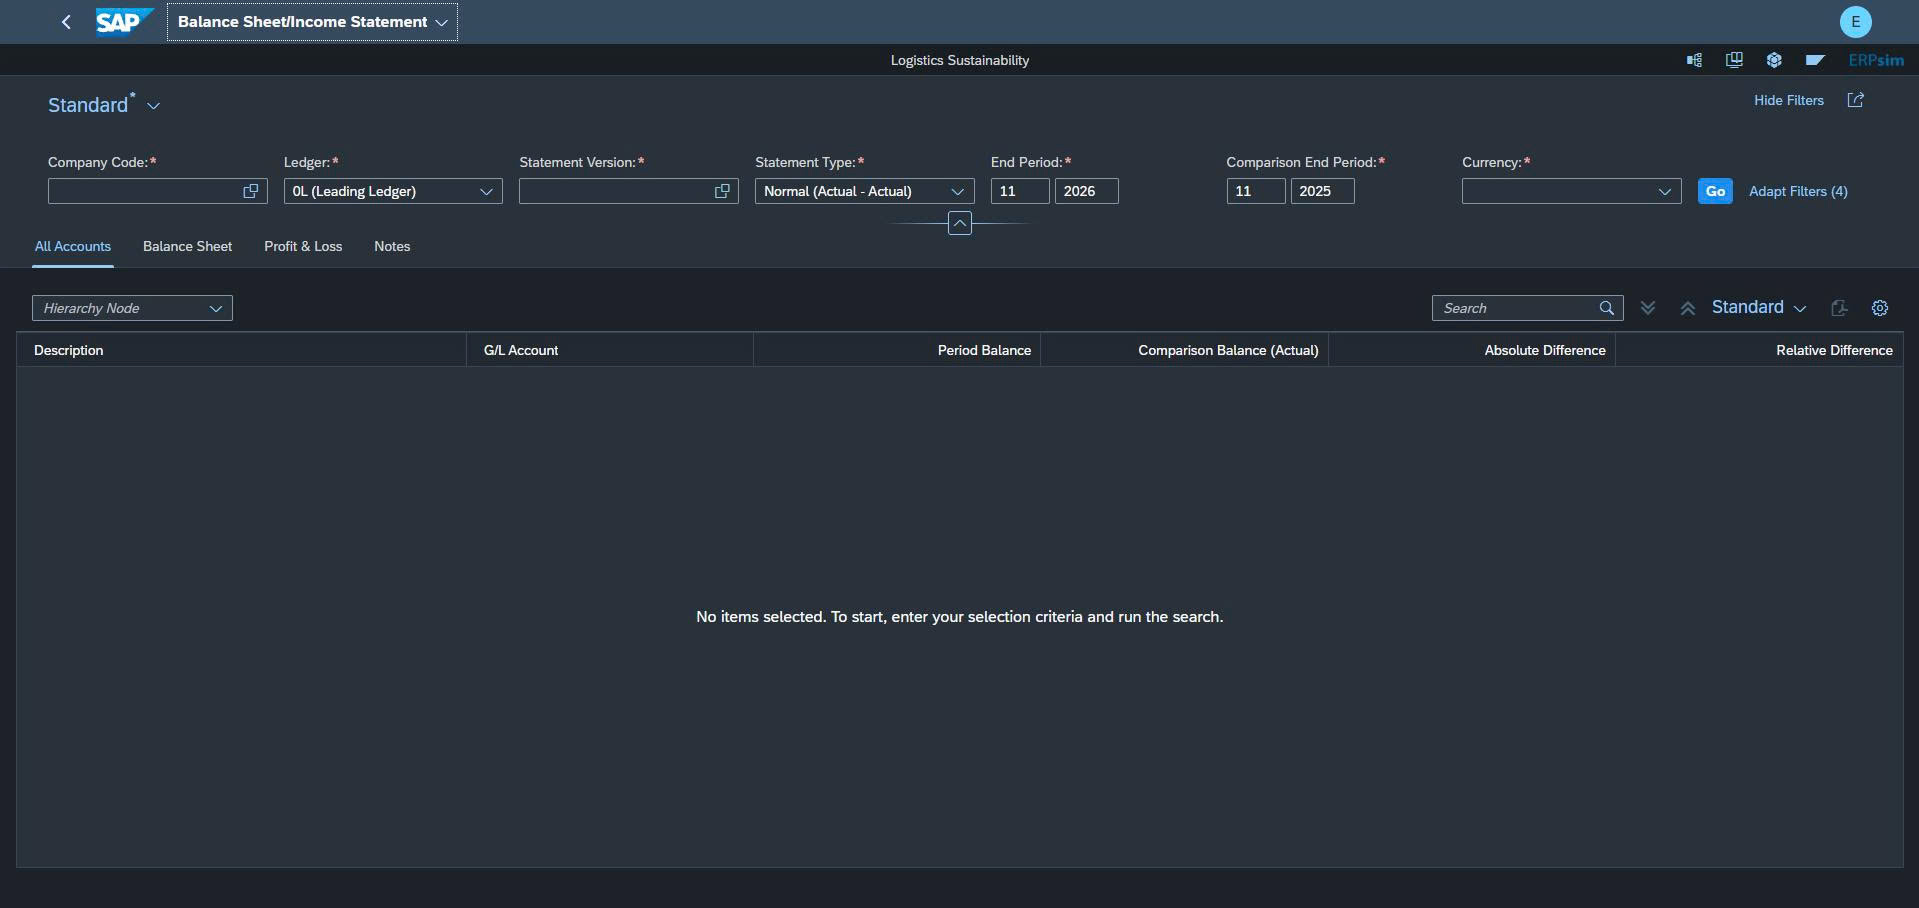 SAP
Balance Sheet/Income Statement
E
Logistics Sustainability
ERPsim
Standard*
Hide Filters
Company Code:*
Ledger:*
Statement Version:*
Statement Type:*
End Period:*
Comparison End Period:*
Currency:*
0L (Leading Ledger)
Normal (Actual - Actual)
11
2026
11
2025
Go
Adapt Filters (4)
All Accounts
Balance Sheet
Profit & Loss
Notes
Hierarchy Node
Search
Standard
Description
G/L Account
Period Balance
Comparison Balance (Actual)
Absolute Difference
Relative Difference
No items selected. To start, enter your selection criteria and run the search.